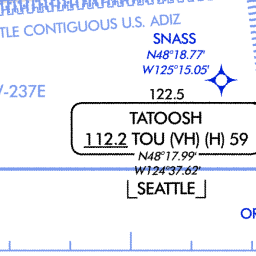 TLE CONTIGUOUS U.S. ADIZ
SNASS
N48°18.77'
W125°15.05'
V-237E
122.5
TATOOSH
112.2 TOU (VH) (H) 59
N48°17.99'
W124°37.62'
SEATTLE
OR